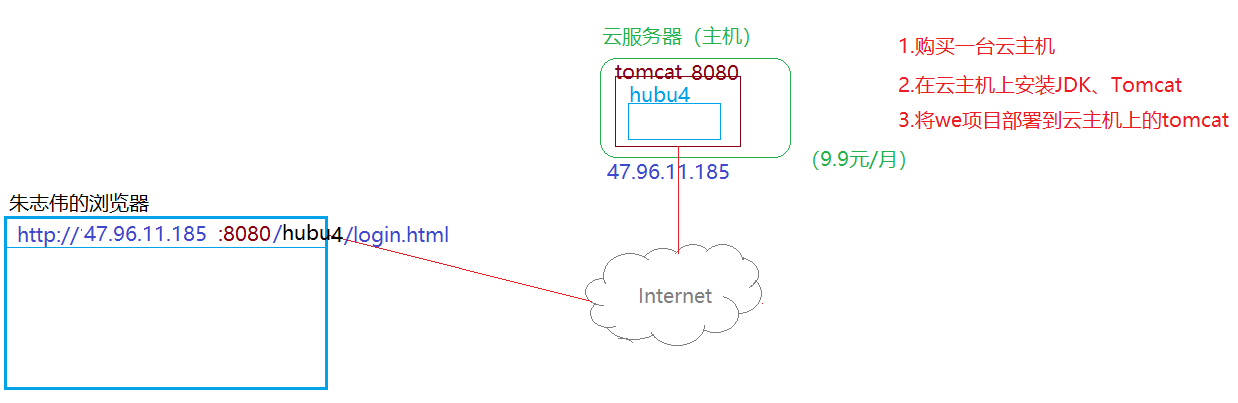 云服务器（主机）
tomcat 8080
hubu4
47.96.11.185
（9.9元/月）
1.购买一台云主机
2.在云主机上安装JDK、Tomcat
3.将we项目部署到云主机上的tomcat
朱志伟的浏览器
http:// 47.96.11.185 :8080/hubu4/login.html
Internet